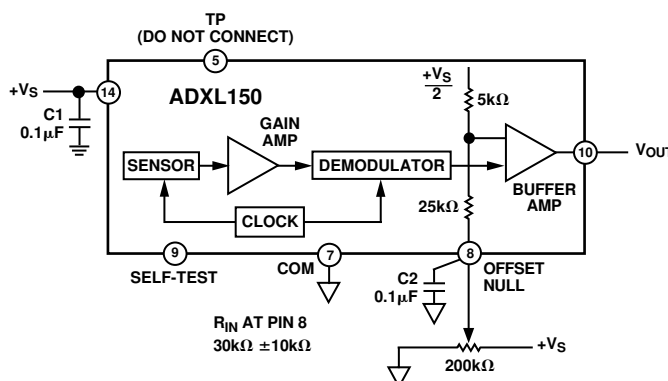 TP
(DO NOT CONNECT)
5
+VS
14
ADXL150
+VS
2
5kΩ
C1
0.1µF
GAIN
AMP
SENSOR
DEMODULATOR
10
VOUT
BUFFER
AMP
CLOCK
25kΩ
9
7
8
SELF-TEST
COM
C2
0.1µF
OFFSET
NULL
RIN AT PIN 8
30kΩ ±10kΩ
+VS
200kΩ